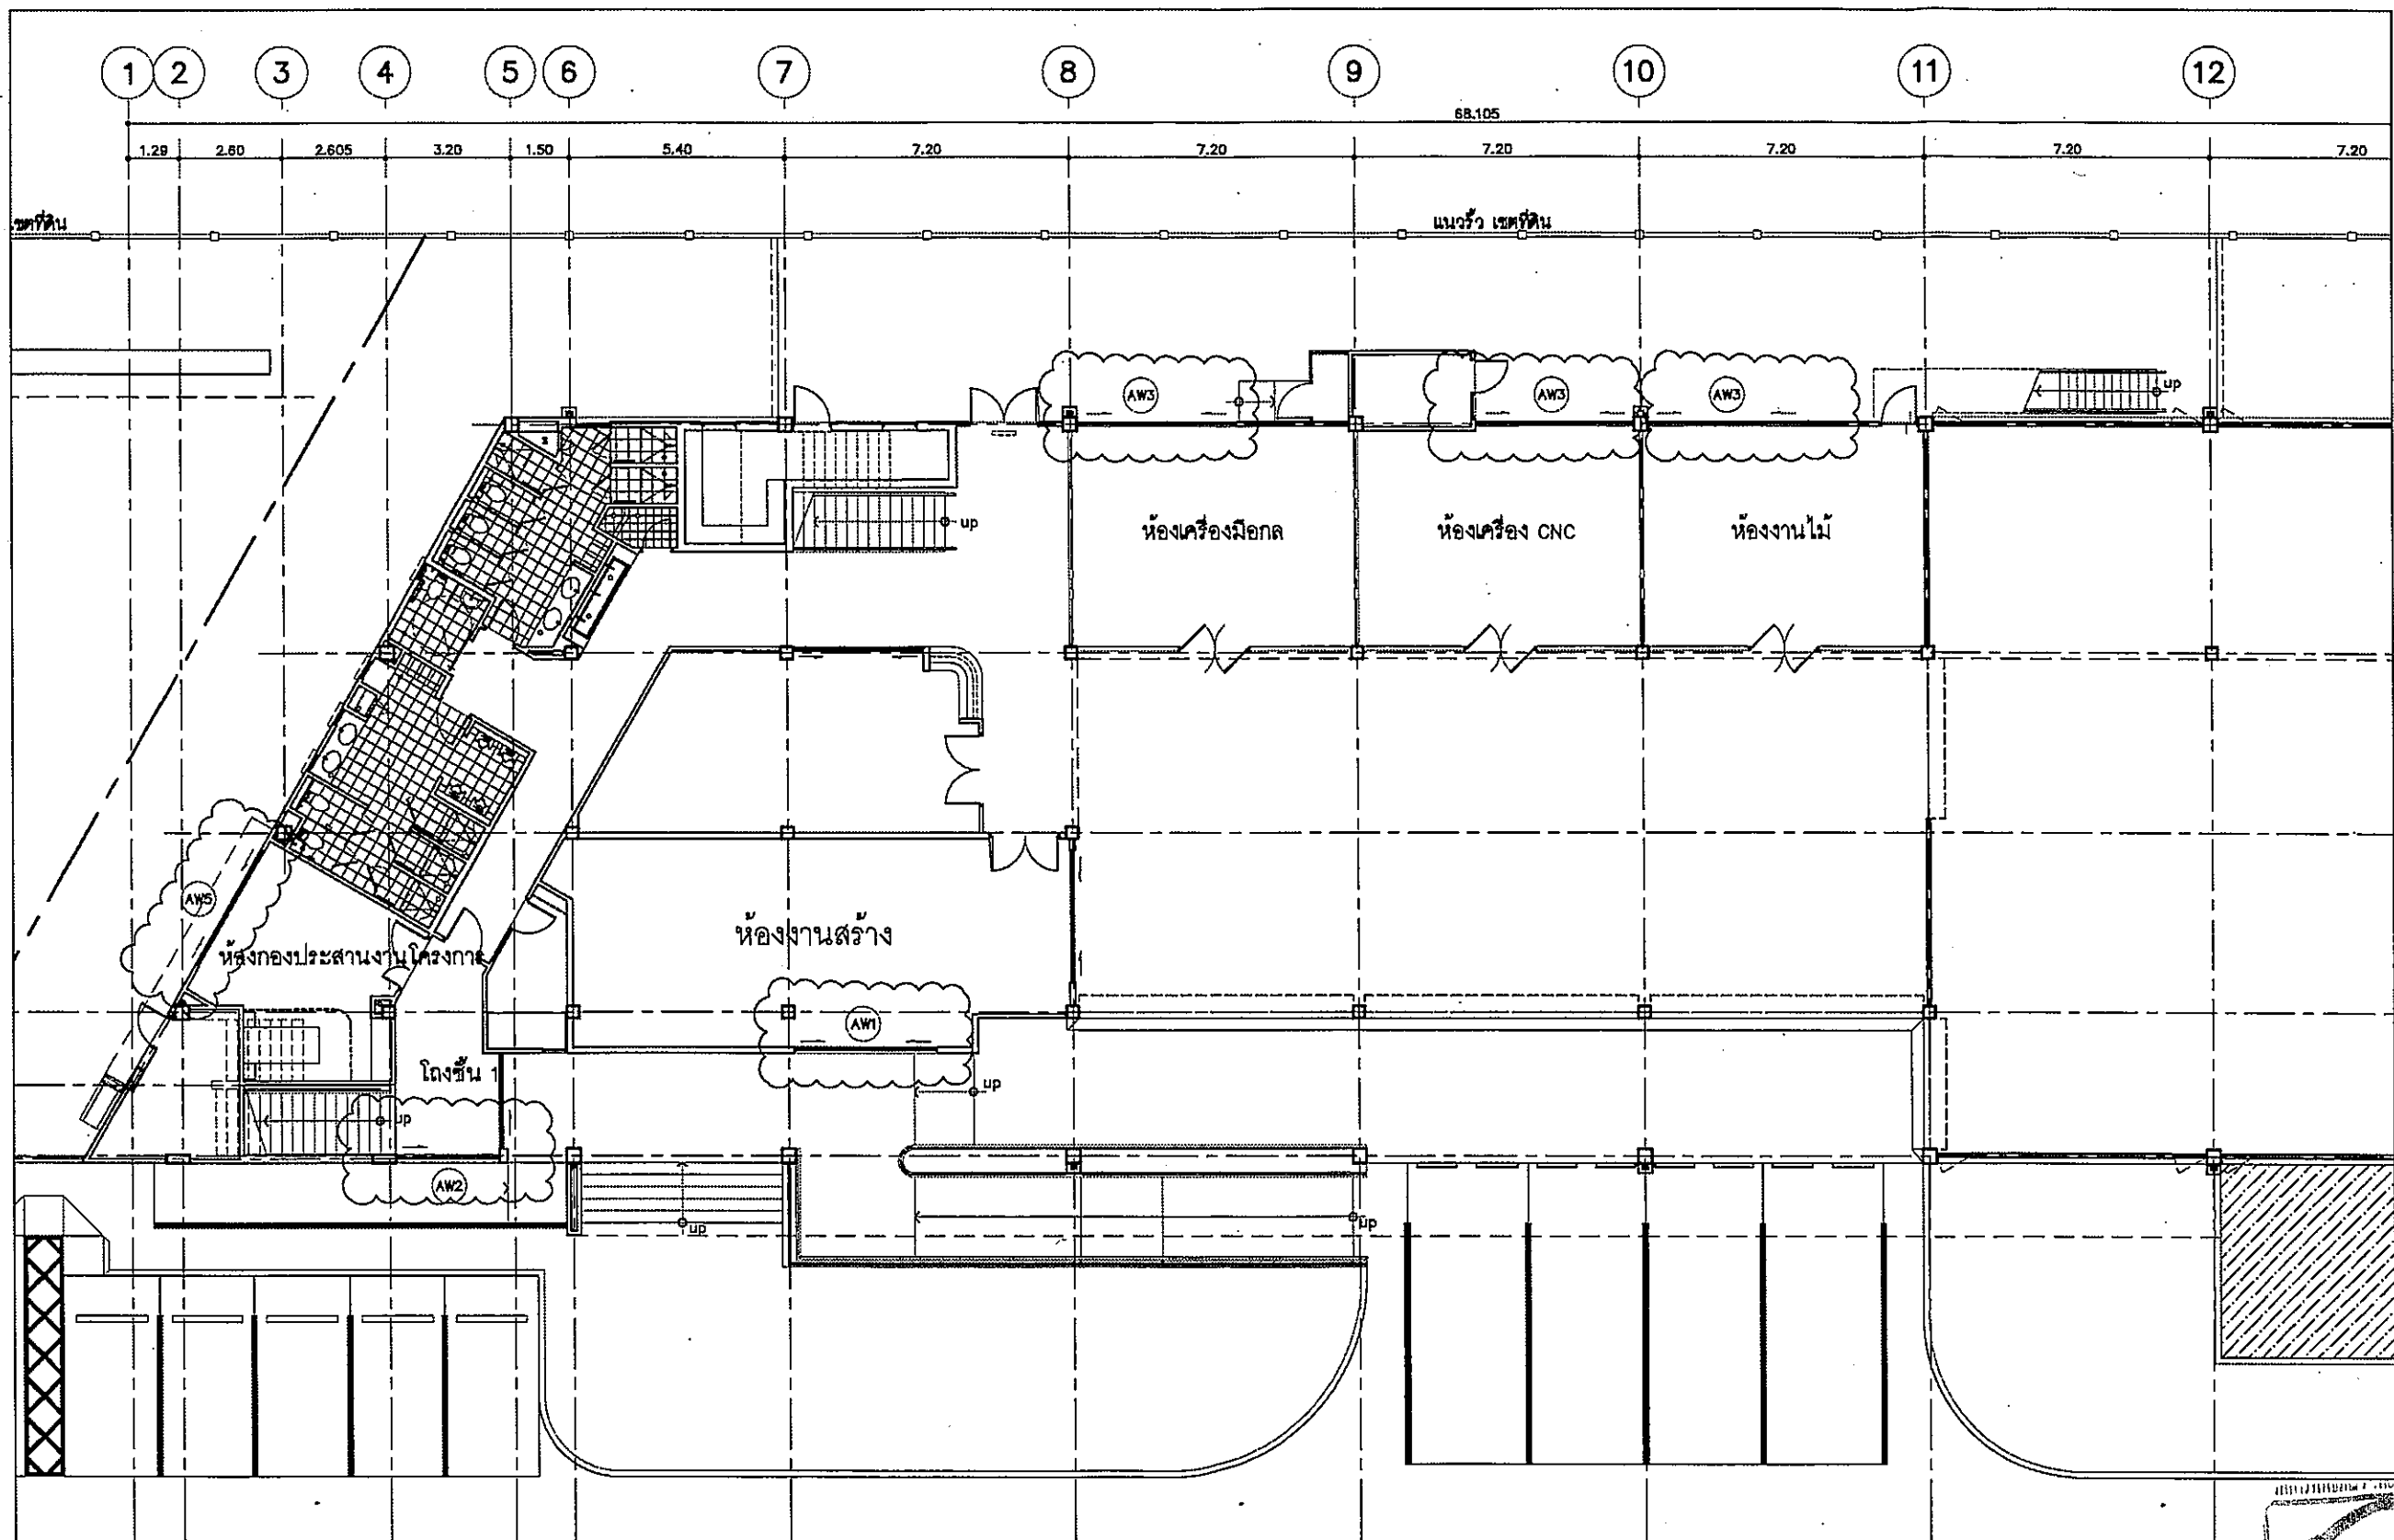 1 2 3 4 5 6 7 8 9 10 11 12
68.105
1.29 2.60 2.605 3.20 1.50 5.40 7.20 7.20 7.20 7.20 7.20 7.20
เขตที่ดิน
แนวรั้ว เขตที่ดิน
AW3 AW3 AW3
up
up
ห้องเครื่องมือกล ห้องเครื่อง CNC ห้องงานไม้
AW5
ห้องงานสร้าง
ห้องกองประสานงานโครงการ
AW1
โถงชั้น 1
up
up
AW2
up
up